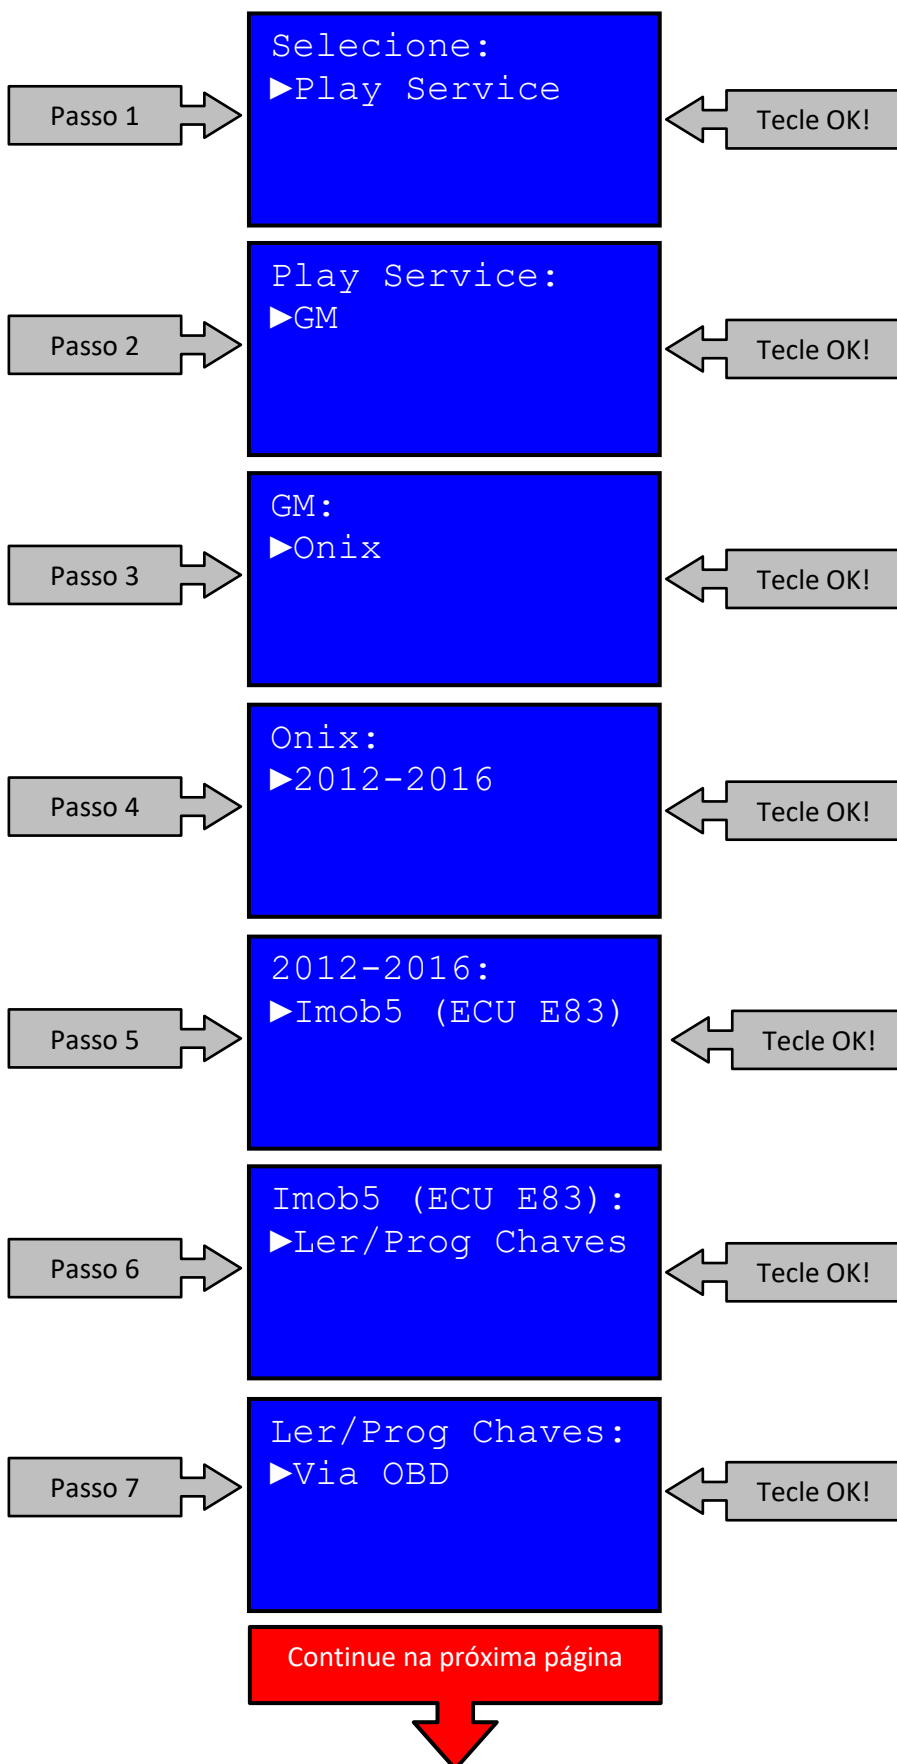 Selecione:
►Play Service
Passo 1
Tecle OK!
Play Service:
►GM
Passo 2
Tecle OK!
GM:
►Onix
Passo 3
Tecle OK!
Onix:
►2012-2016
Passo 4
Tecle OK!
2012-2016:
►Imob5 (ECU E83)
Passo 5
Tecle OK!
Imob5 (ECU E83):
►Ler/Prog Chaves
Passo 6
Tecle OK!
Ler/Prog Chaves:
►Via OBD
Passo 7
Tecle OK!
Continue na próxima página